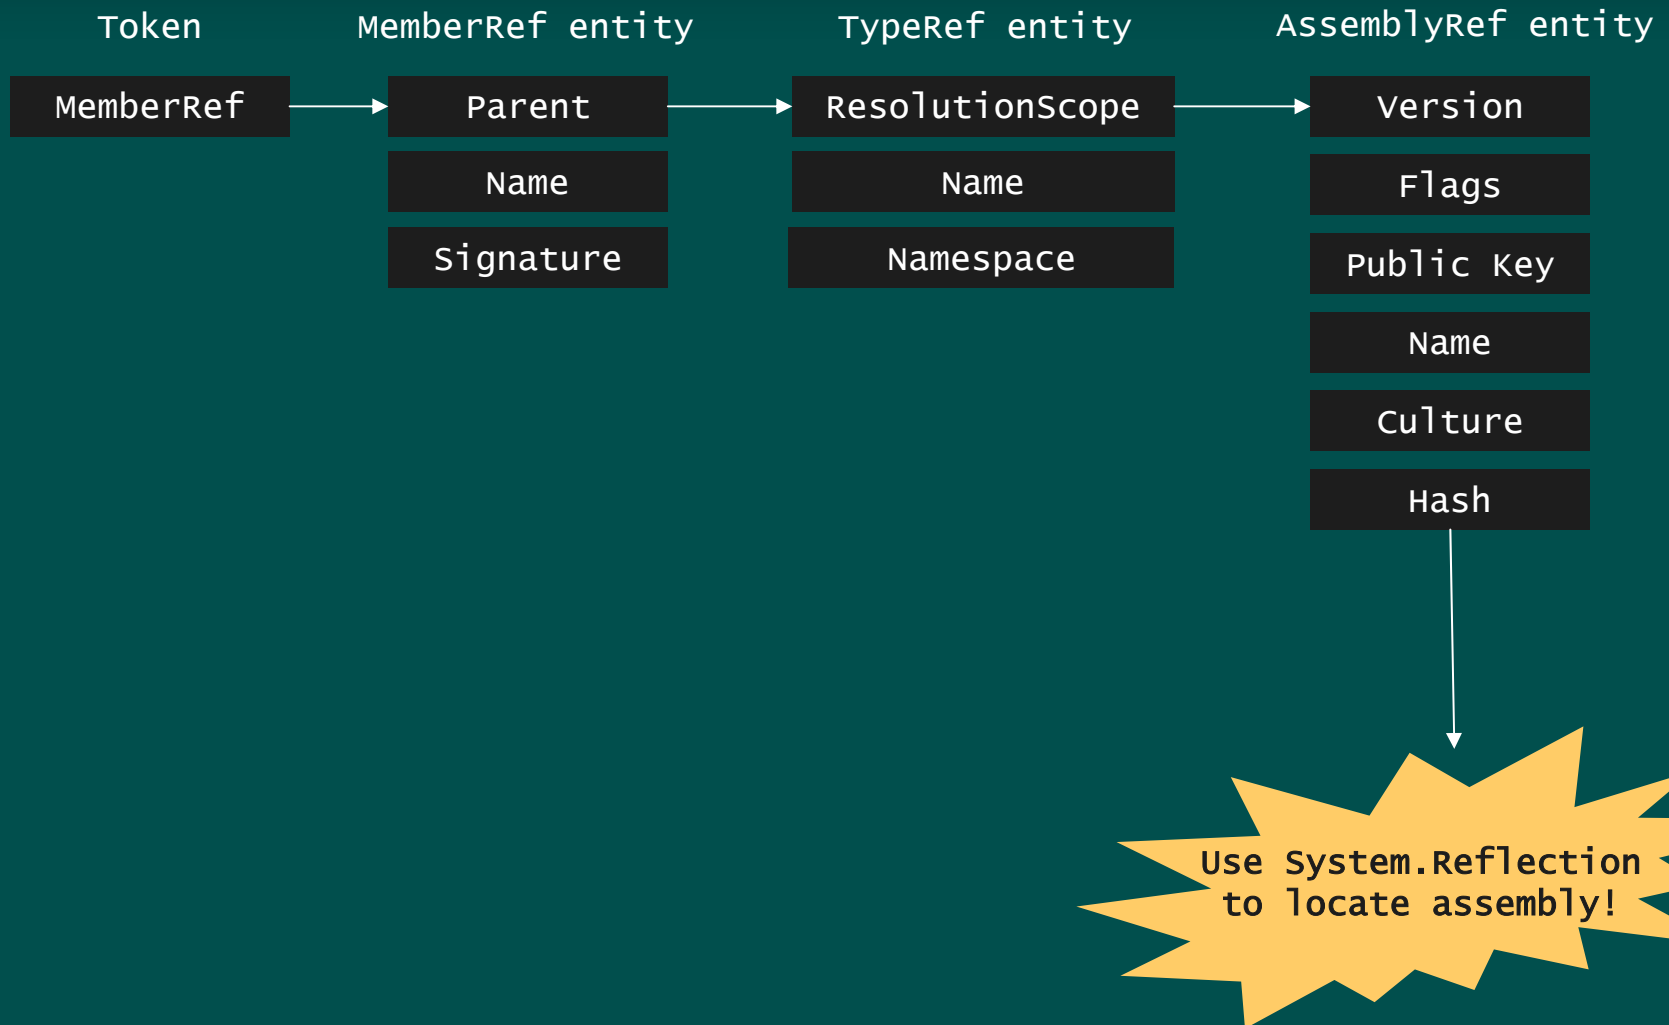 Token
MemberRef entity
TypeRef entity
AssemblyRef entity
MemberRef
Parent
ResolutionScope
Version
Name
Name
Flags
Signature
Namespace
Public Key
Name
Culture
Hash
Use System.Reflection
to locate assembly!